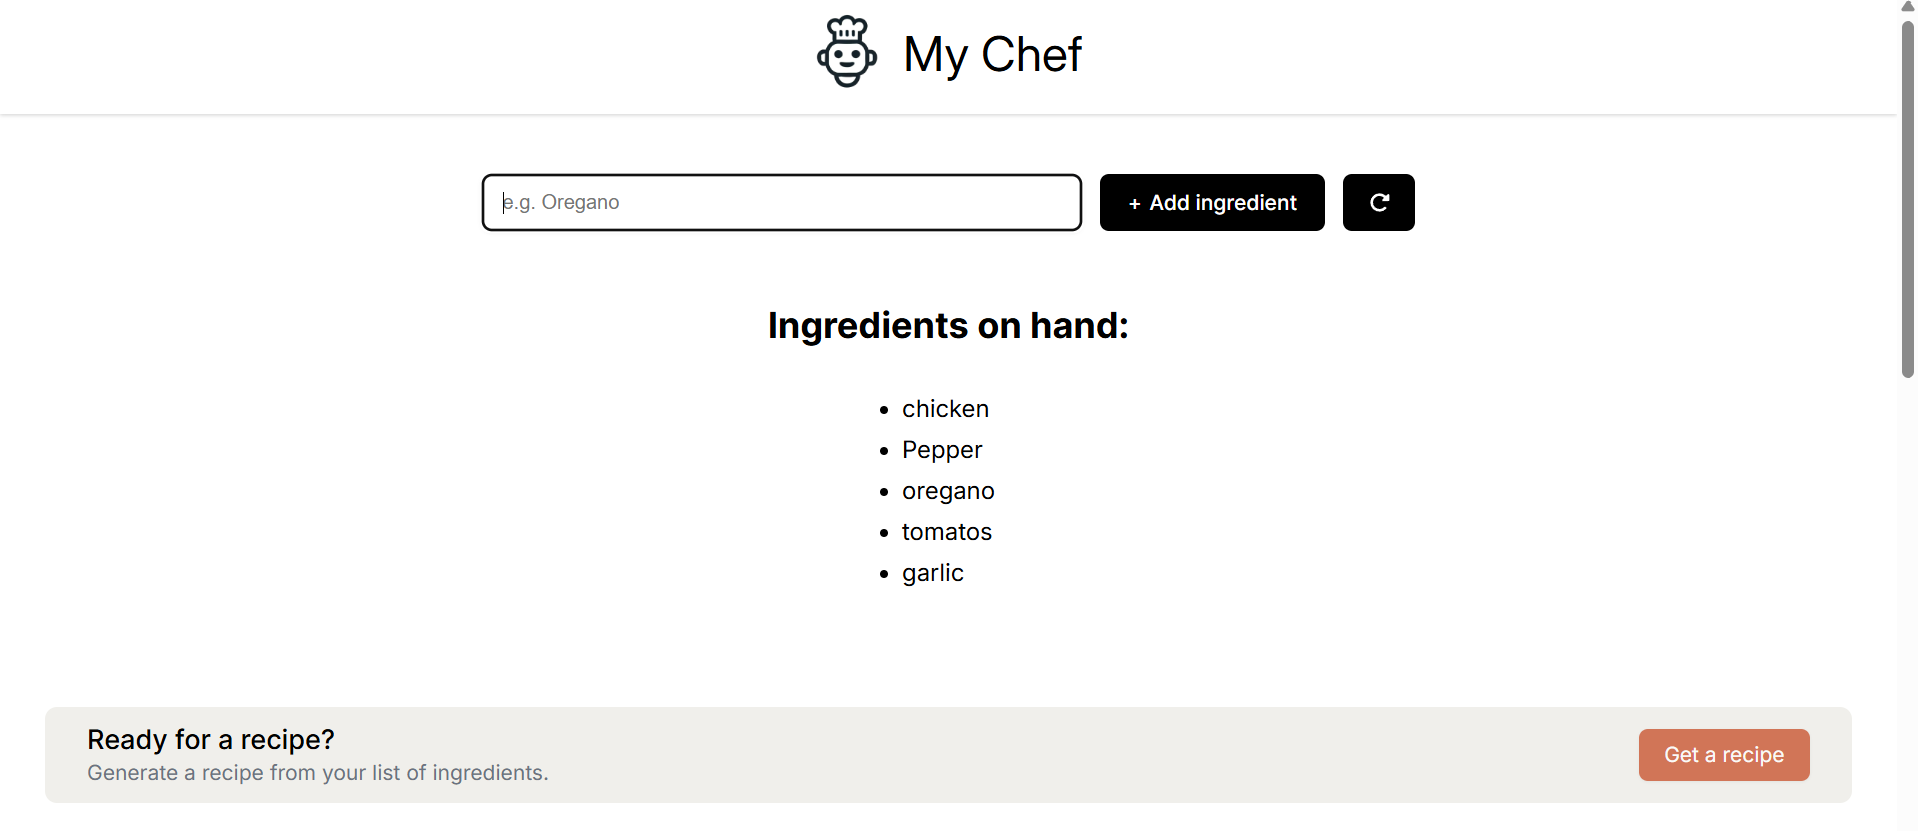 My Chef
e.g. Oregano
+ Add ingredient
Ingredients on hand:
• chicken
• Pepper
• oregano
• tomatos
• garlic
Ready for a recipe?
Generate a recipe from your list of ingredients.
Get a recipe